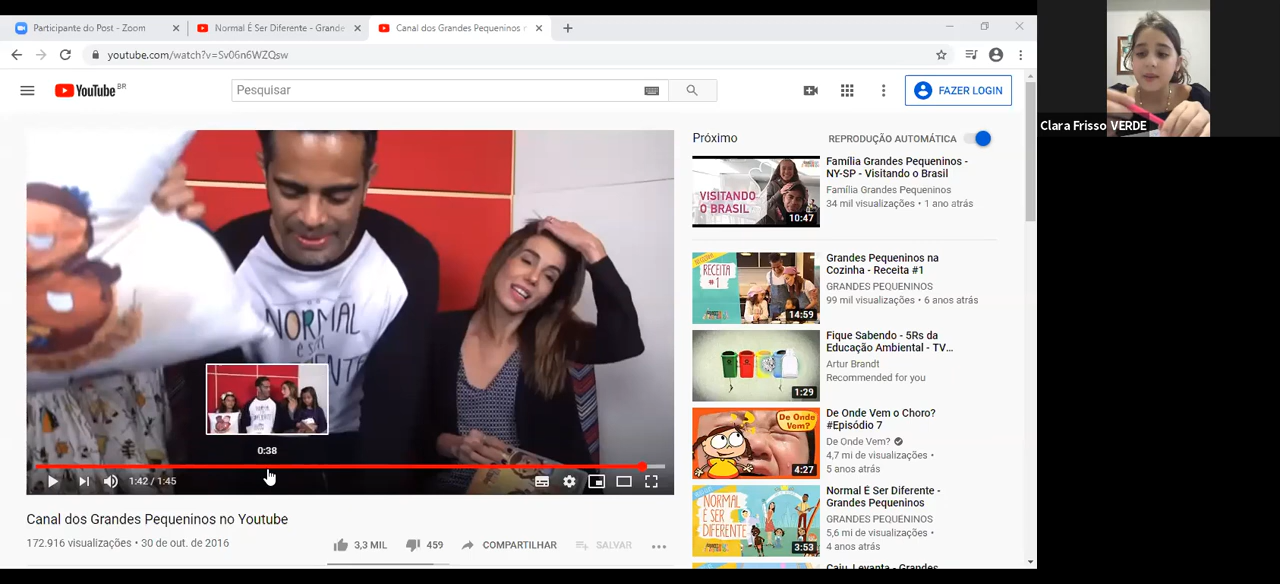 Participante do Post - Zoom
Normal É Ser Diferente - Grande
Canal dos Grandes Pequeninos n
youtube.com/watch?v=Sv06n6WZQsw
YouTube BR
Pesquisar
FAZER LOGIN
Clara Frisso VERDE
NORMAL
é ser
0:38
1:42 / 1:45
Canal dos Grandes Pequeninos no Youtube
172.916 visualizações • 30 de out. de 2016
3,3 MIL
459
COMPARTILHAR
SALVAR
Próximo
REPRODUÇÃO AUTOMÁTICA
VISITANDO
O BRASIL
10:47
Família Grandes Pequeninos -
NY-SP - Visitando o Brasil
Família Grandes Pequeninos
34 mil visualizações • 1 ano atrás
RECEITA
#1
14:59
Grandes Pequeninos na
Cozinha - Receita #1
GRANDES PEQUENINOS
99 mil visualizações • 6 anos atrás
1:29
Fique Sabendo - 5Rs da
Educação Ambiental - TV...
Artur Brandt
Recommended for you
De Onde
Vem?
4:27
De Onde Vem o Choro?
#Episódio 7
De Onde Vem?
4,7 mi de visualizações •
5 anos atrás
NORMAL
É SER
DIFERENTE
3:53
Normal É Ser Diferente -
Grandes Pequeninos
GRANDES PEQUENINOS
5,6 mi de visualizações •
4 anos atrás